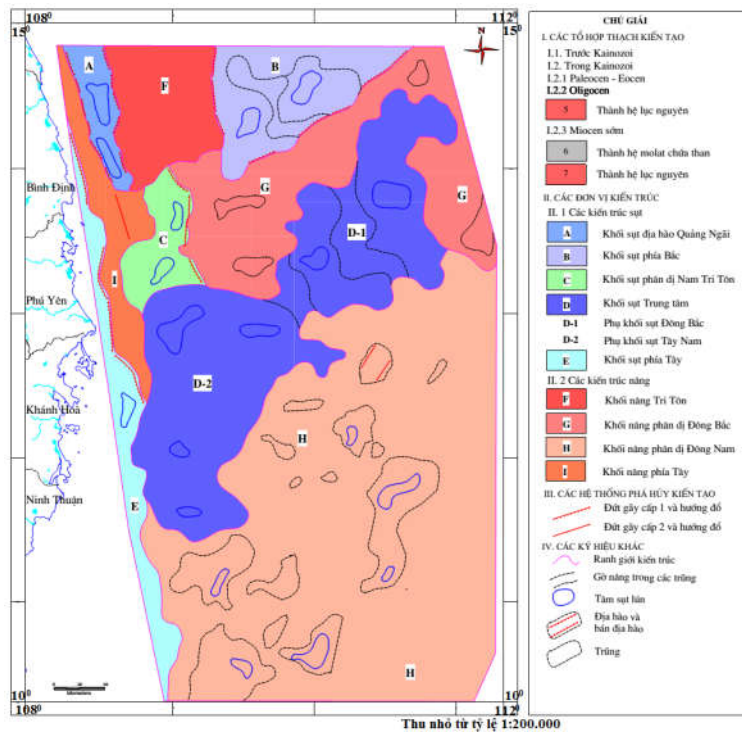 108⁰
112⁰
15⁰
15⁰
N
A
F
B
Bình Định
G
G
D-1
C
I
Phú Yên
D-2
Khánh Hoà
H
Ninh Thuận
E
H
10⁰
10⁰
108⁰
112⁰
kilometers
Thu nhỏ từ tỷ lệ 1:200.000
CHÚ GIẢI
I. CÁC TỔ HỢP THẠCH KIẾN TẠO
I.1. Trước Kainozoi
I.2. Trong Kainozoi
I.2.1 Paleocen - Eocen
I.2.2 Oligocen
5 Thành hệ lục nguyên
I.2.3 Miocen sớm
6 Thành hệ molat chứa than
7 Thành hệ lục nguyên
II. CÁC ĐƠN VỊ KIẾN TRÚC
II. 1 Các kiến trúc sụt
A Khối sụt địa hào Quảng Ngãi
B Khối sụt phía Bắc
C Khối sụt phân dị Nam Tri Tôn
D Khối sụt Trung tâm
D-1 Phụ khối sụt Đông Bắc
D-2 Phụ khối sụt Tây Nam
E Khối sụt phía Tây
II. 2 Các kiến trúc nâng
F Khối nâng Tri Tôn
G Khối nâng phân dị Đông Bắc
H Khối nâng phân dị Đông Nam
I Khối nâng phía Tây
III. CÁC HỆ THỐNG PHÁ HỦY KIẾN TẠO
Đứt gãy cấp 1 và hướng đổ
Đứt gãy cấp 2 và hướng đổ
IV. CÁC KÝ HIỆU KHÁC
Ranh giới kiến trúc
Gờ nâng trong các trũng
Tâm sụt lún
Địa hào và
bán địa hào
Trũng